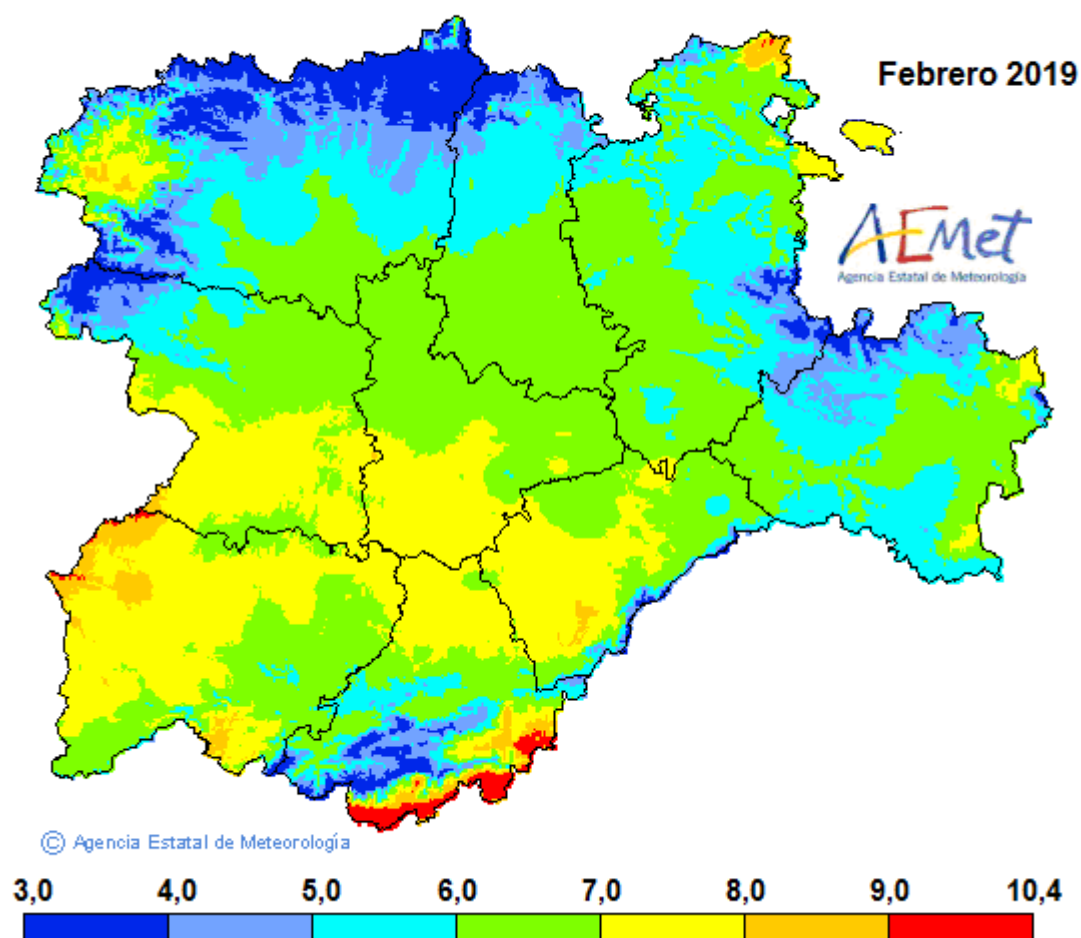 Febrero 2019
AEMet
Agencia Estatal de Meteorología
© Agencia Estatal de Meteorología
3,0 4,0 5,0 6,0 7,0 8,0 9,0 10,4